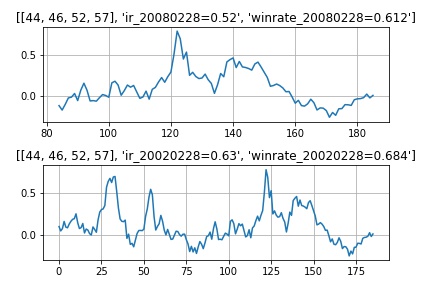 [[44, 46, 52, 57], 'ir_20080228=0.52', 'winrate_20080228=0.612']
0.5
0.0
80 100 120 140 160 180
[[44, 46, 52, 57], 'ir_20020228=0.63', 'winrate_20020228=0.684']
0.5
0.0
0 25 50 75 100 125 150 175